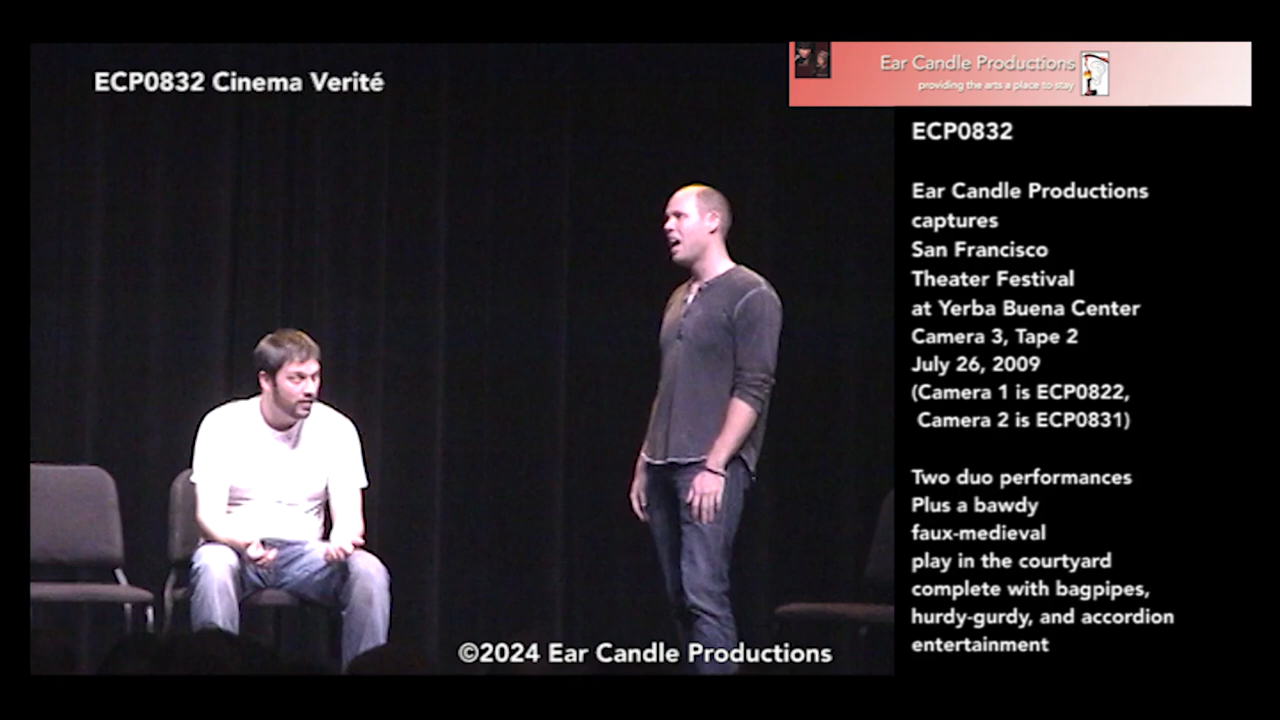 ECP0832 Cinema Verité
Ear Candle Productions
providing the arts a place to stay
ECP0832
Ear Candle Productions
captures
San Francisco
Theater Festival
at Yerba Buena Center
Camera 3, Tape 2
July 26, 2009
(Camera 1 is ECP0822,
Camera 2 is ECP0831)
Two duo performances
Plus a bawdy
faux-medieval
play in the courtyard
complete with bagpipes,
hurdy-gurdy, and accordion
entertainment
©2024 Ear Candle Productions